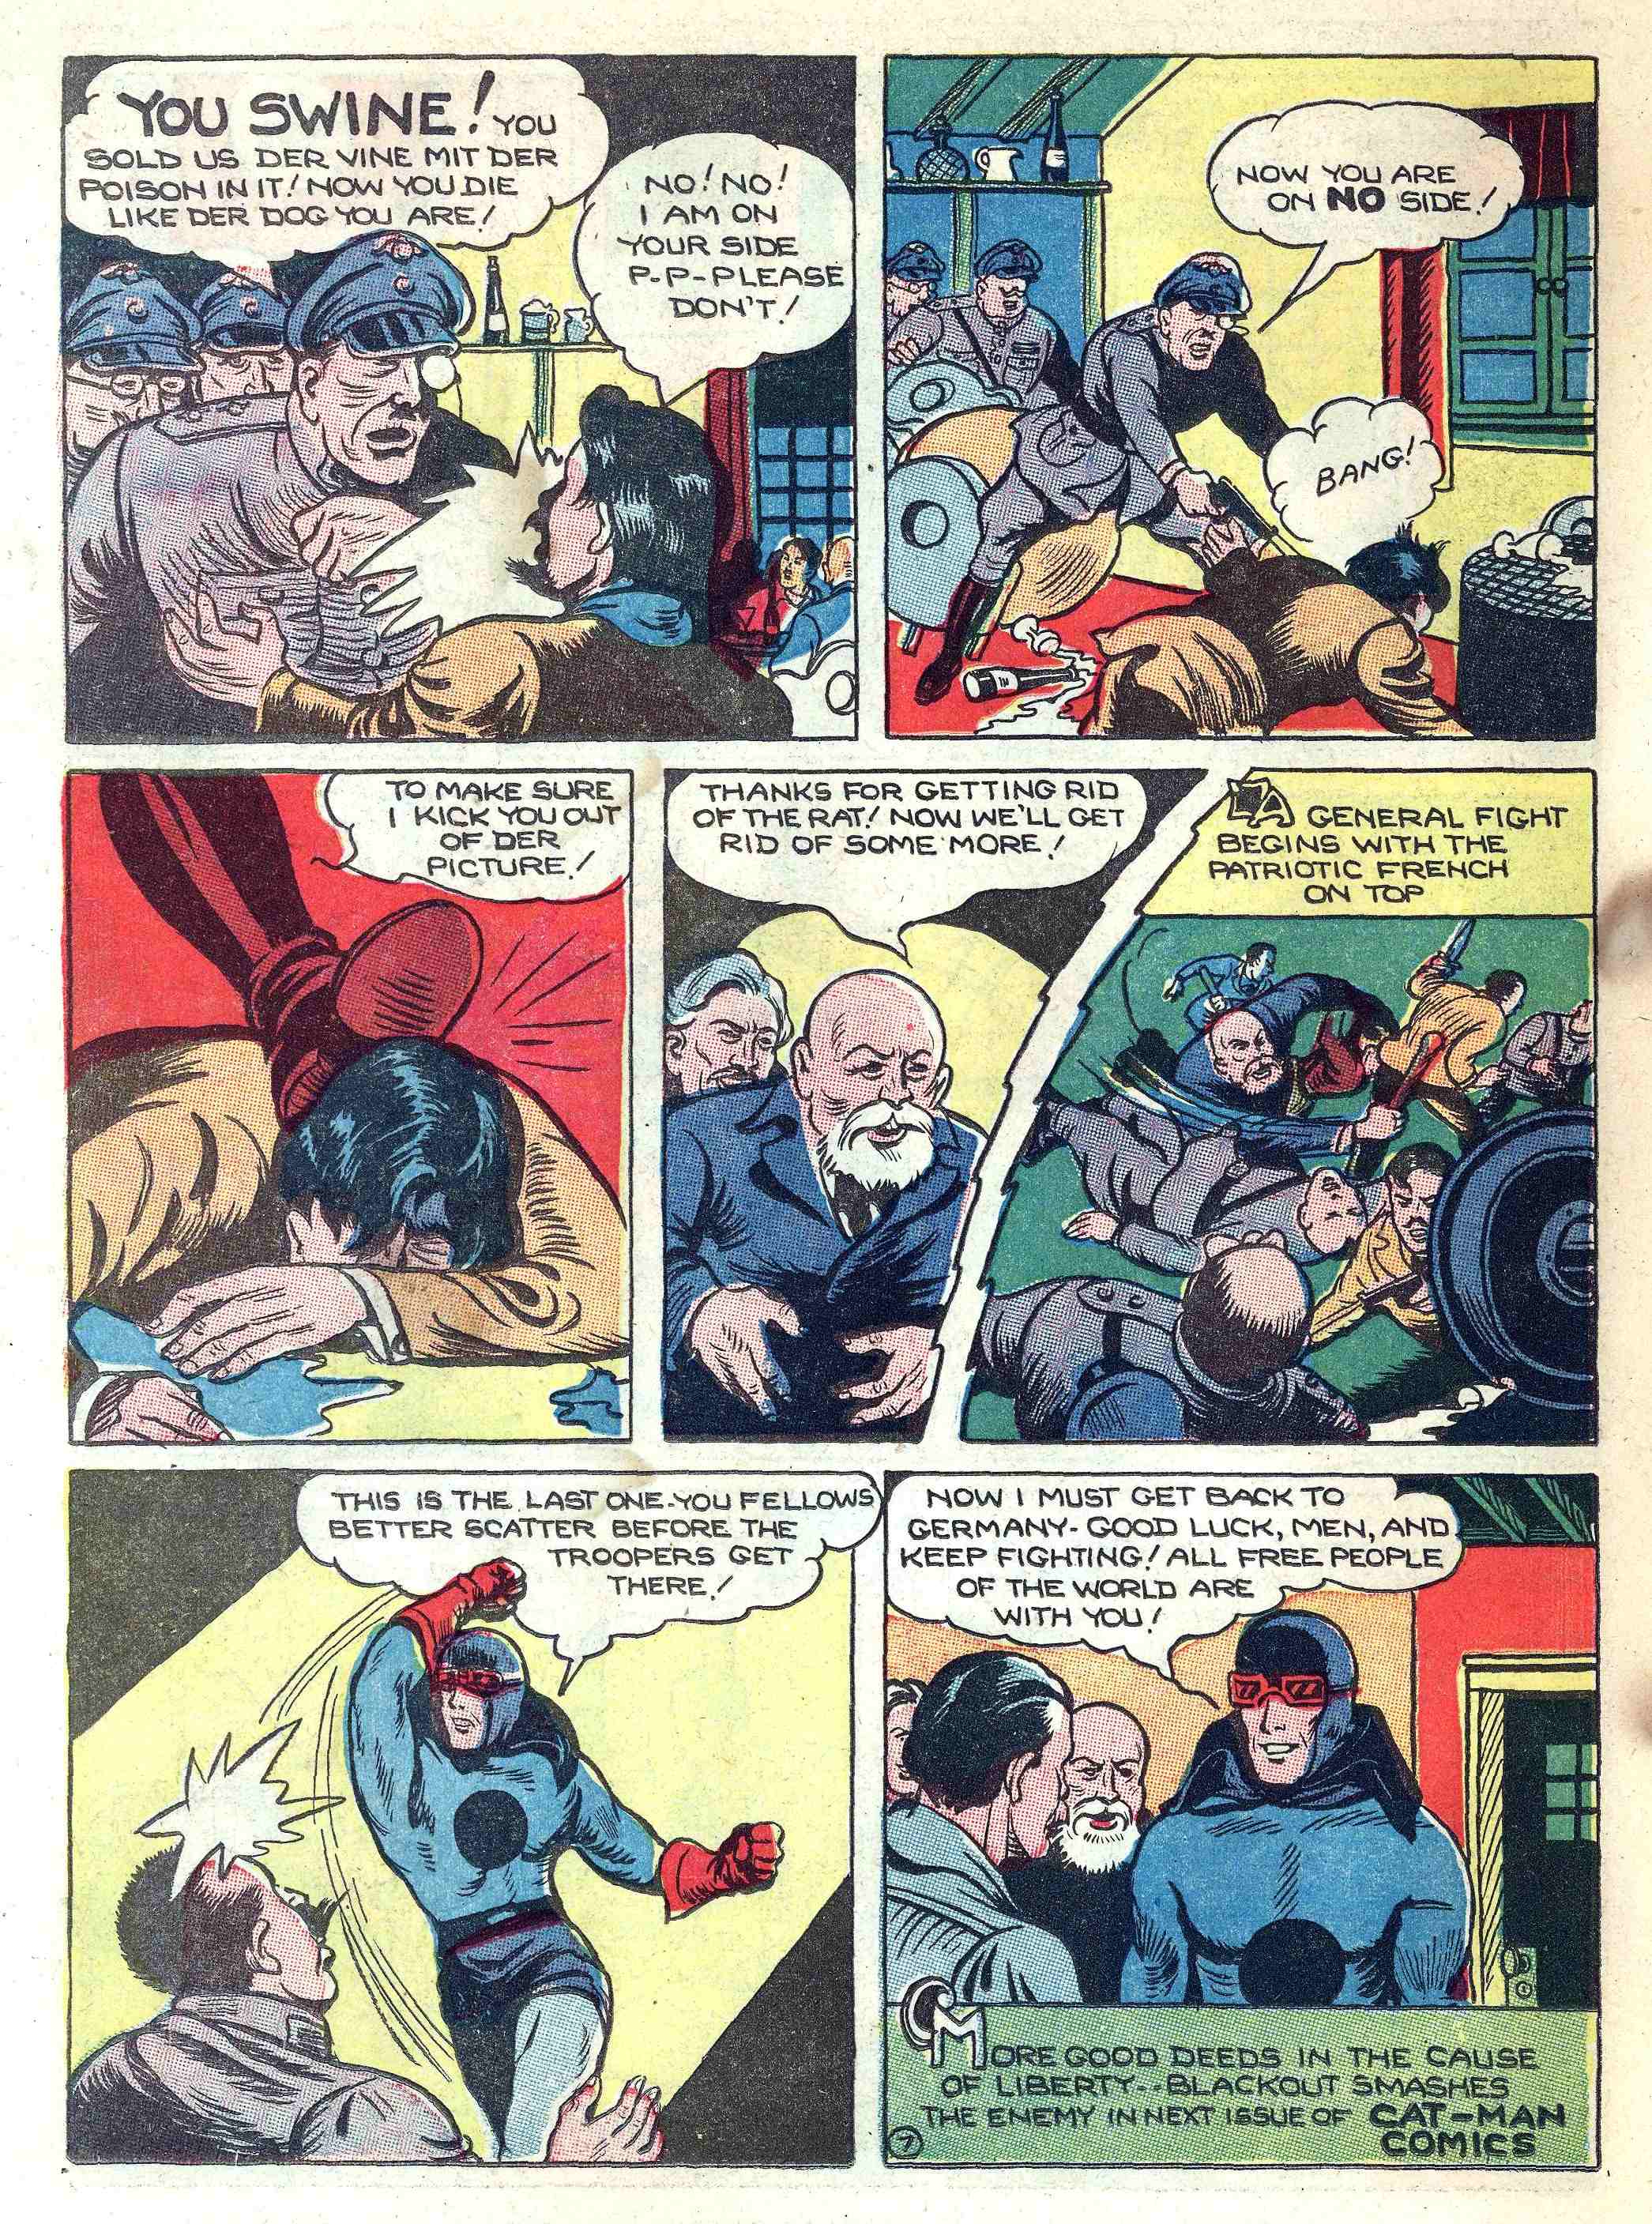 YOU SWINE! YOU
SOLD US DER VINE MIT DER
POISON IN IT! NOW YOU DIE
LIKE DER DOG YOU ARE!
NO! NO!
I AM ON
YOUR SIDE
P-P-PLEASE
DON'T!
NOW YOU ARE
ON NO SIDE!
BANG!
TO MAKE SURE
I KICK YOU OUT
OF DER
PICTURE!
THANKS FOR GETTING RID
OF THE RAT! NOW WE'LL GET
RID OF SOME MORE!
A GENERAL FIGHT
BEGINS WITH THE
PATRIOTIC FRENCH
ON TOP
THIS IS THE LAST ONE-YOU FELLOWS
BETTER SCATTER BEFORE THE
TROOPERS GET
THERE!
NOW I MUST GET BACK TO
GERMANY-GOOD LUCK, MEN, AND
KEEP FIGHTING! ALL FREE PEOPLE
OF THE WORLD ARE
WITH YOU!
MORE GOOD DEEDS IN THE CAUSE
OF LIBERTY--BLACKOUT SMASHES
THE ENEMY IN NEXT ISSUE OF CAT-MAN
COMICS
7